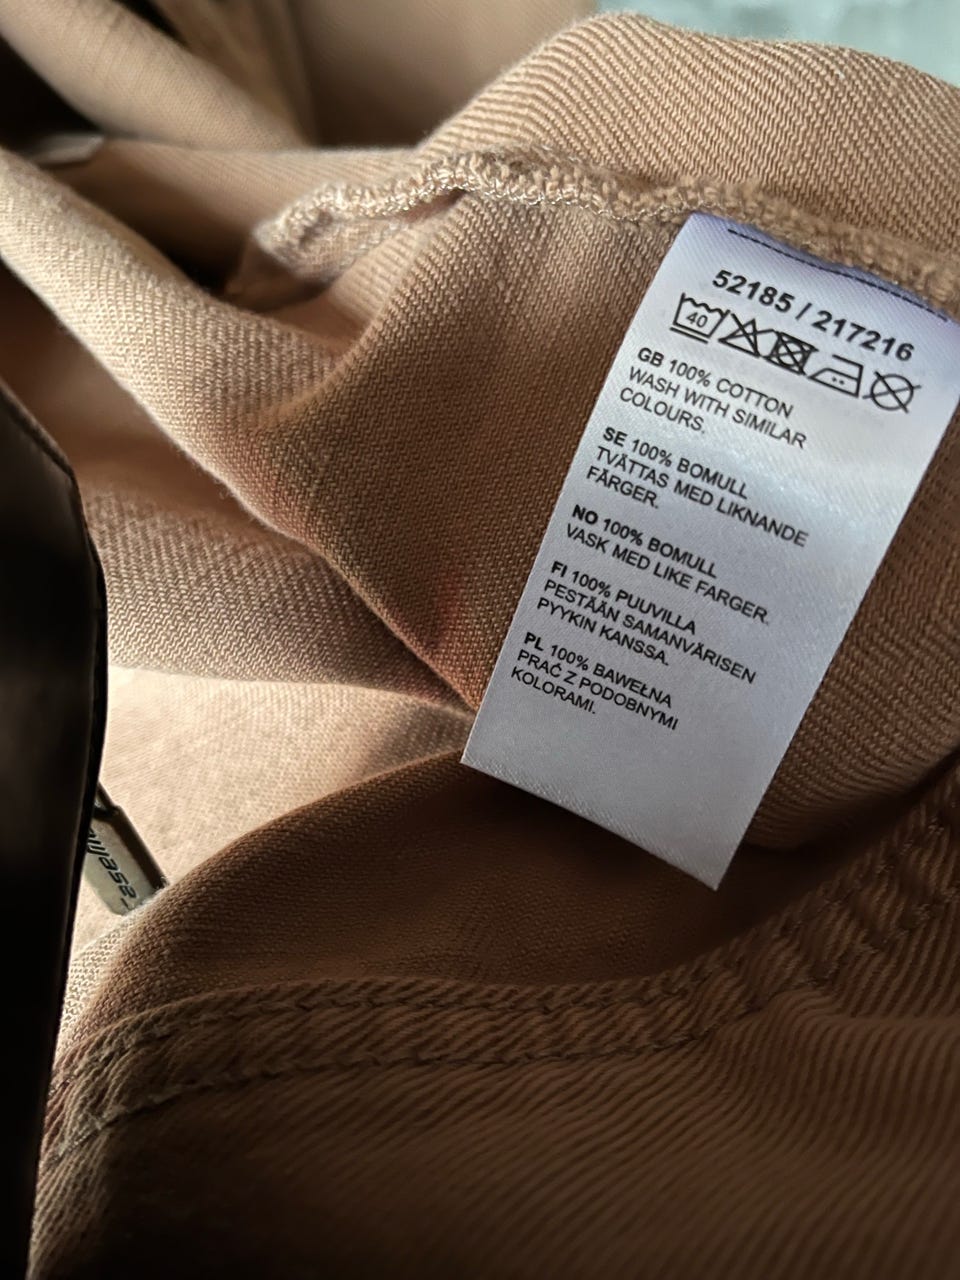 52185 / 217216
40
GB 100% COTTON
WASH WITH SIMILAR
COLOURS.
SE 100% BOMULL
TVÄTTAS MED LIKNANDE
FÄRGER.
NO 100% BOMULL
VASK MED LIKE FARGER.
FI 100% PUUVILLA
PESTÄÄN SAMANVÄRISEN
PYYKIN KANSSA.
PL 100% BAWEŁNA
PRAĆ Z PODOBNYMI
KOLORAMI.